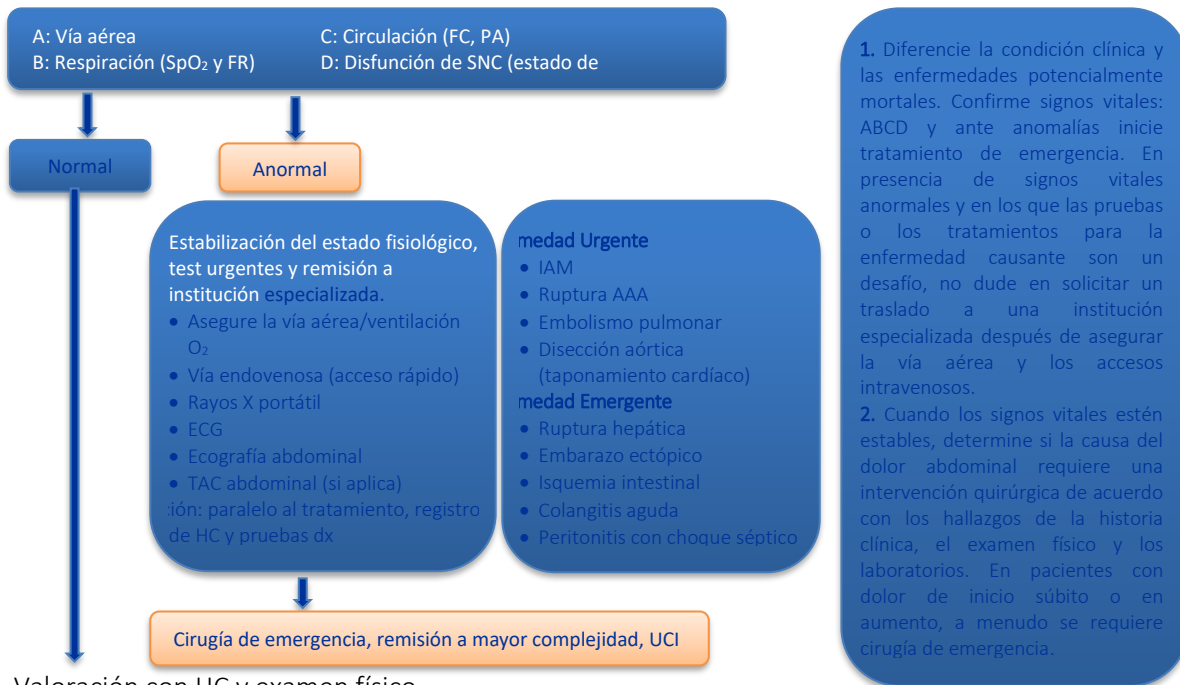 A: Vía aérea
B: Respiración (SpO₂ y FR)
C: Circulación (FC, PA)
D: Disfunción de SNC (estado de
Normal
Anormal
Estabilización del estado fisiológico,
test urgentes y remisión a
institución especializada.
• Asegure la vía aérea/ventilación
O₂
• Vía endovenosa (acceso rápido)
• Rayos X portátil
• ECG
• Ecografía abdominal
• TAC abdominal (si aplica)
ción: paralelo al tratamiento, registro
de HC y pruebas dx
medad Urgente
• IAM
• Ruptura AAA
• Embolismo pulmonar
• Disección aórtica
(taponamiento cardíaco)
medad Emergente
• Ruptura hepática
• Embarazo ectópico
• Isquemia intestinal
• Colangitis aguda
• Peritonitis con choque séptico
Cirugía de emergencia, remisión a mayor complejidad, UCI
Valoración con HC y examen físico
1. Diferencie la condición clínica y
las enfermedades potencialmente
mortales. Confirme signos vitales:
ABCD y ante anomalías inicie
tratamiento de emergencia. En
presencia de signos vitales
anormales y en los que las pruebas
o los tratamientos para la
enfermedad causante son un
desafío, no dude en solicitar un
traslado a una institución
especializada después de asegurar
la vía aérea y los accesos
intravenosos.
2. Cuando los signos vitales estén
estables, determine si la causa del
dolor abdominal requiere una
intervención quirúrgica de acuerdo
con los hallazgos de la historia
clínica, el examen físico y los
laboratorios. En pacientes con
dolor de inicio súbito o en
aumento, a menudo se requiere
cirugía de emergencia.